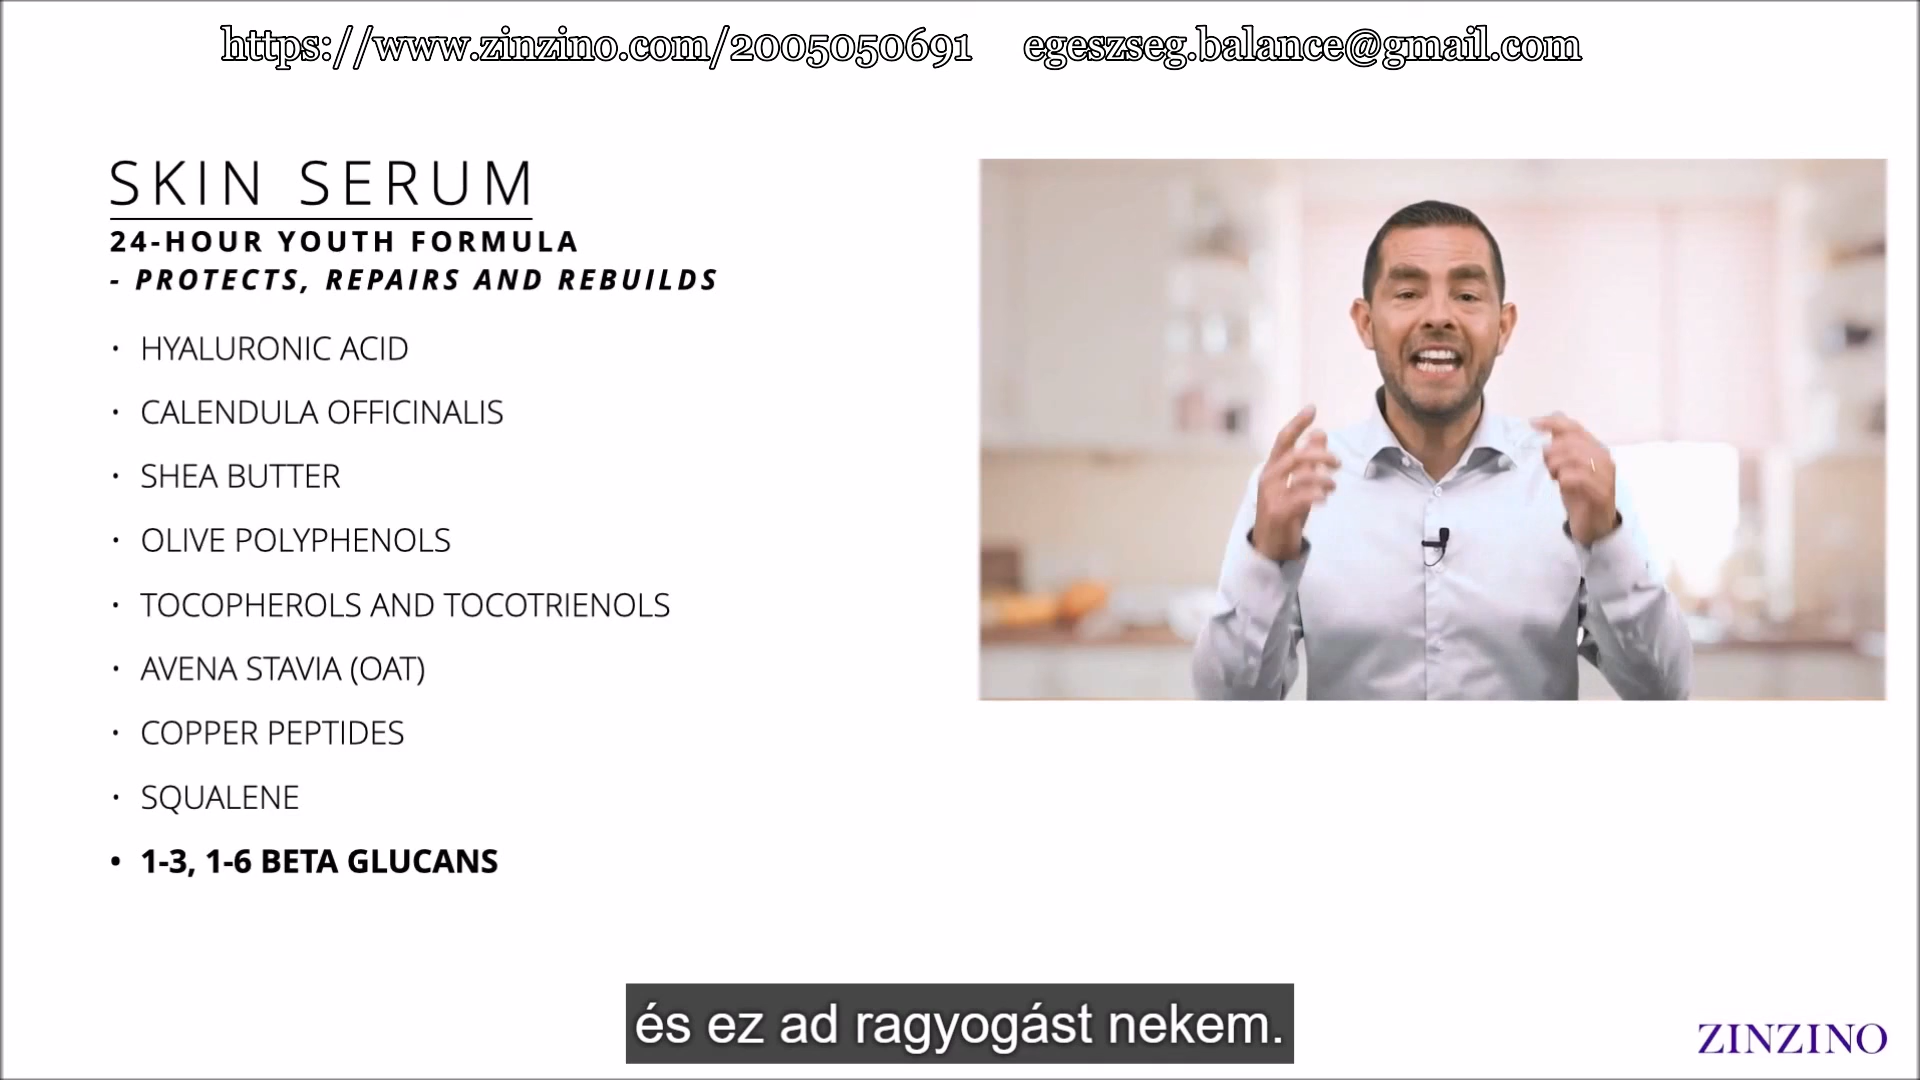 https://www.zinzino.com/2005050691 egeszseg.balance@gmail.com
SKIN SERUM
24-HOUR YOUTH FORMULA
- PROTECTS, REPAIRS AND REBUILDS
• HYALURONIC ACID
• CALENDULA OFFICINALIS
• SHEA BUTTER
• OLIVE POLYPHENOLS
• TOCOPHEROLS AND TOCOTRIENOLS
• AVENA STAVIA (OAT)
• COPPER PEPTIDES
• SQUALENE
• 1-3, 1-6 BETA GLUCANS
és ez ad ragyogást nekem.
ZINZINO